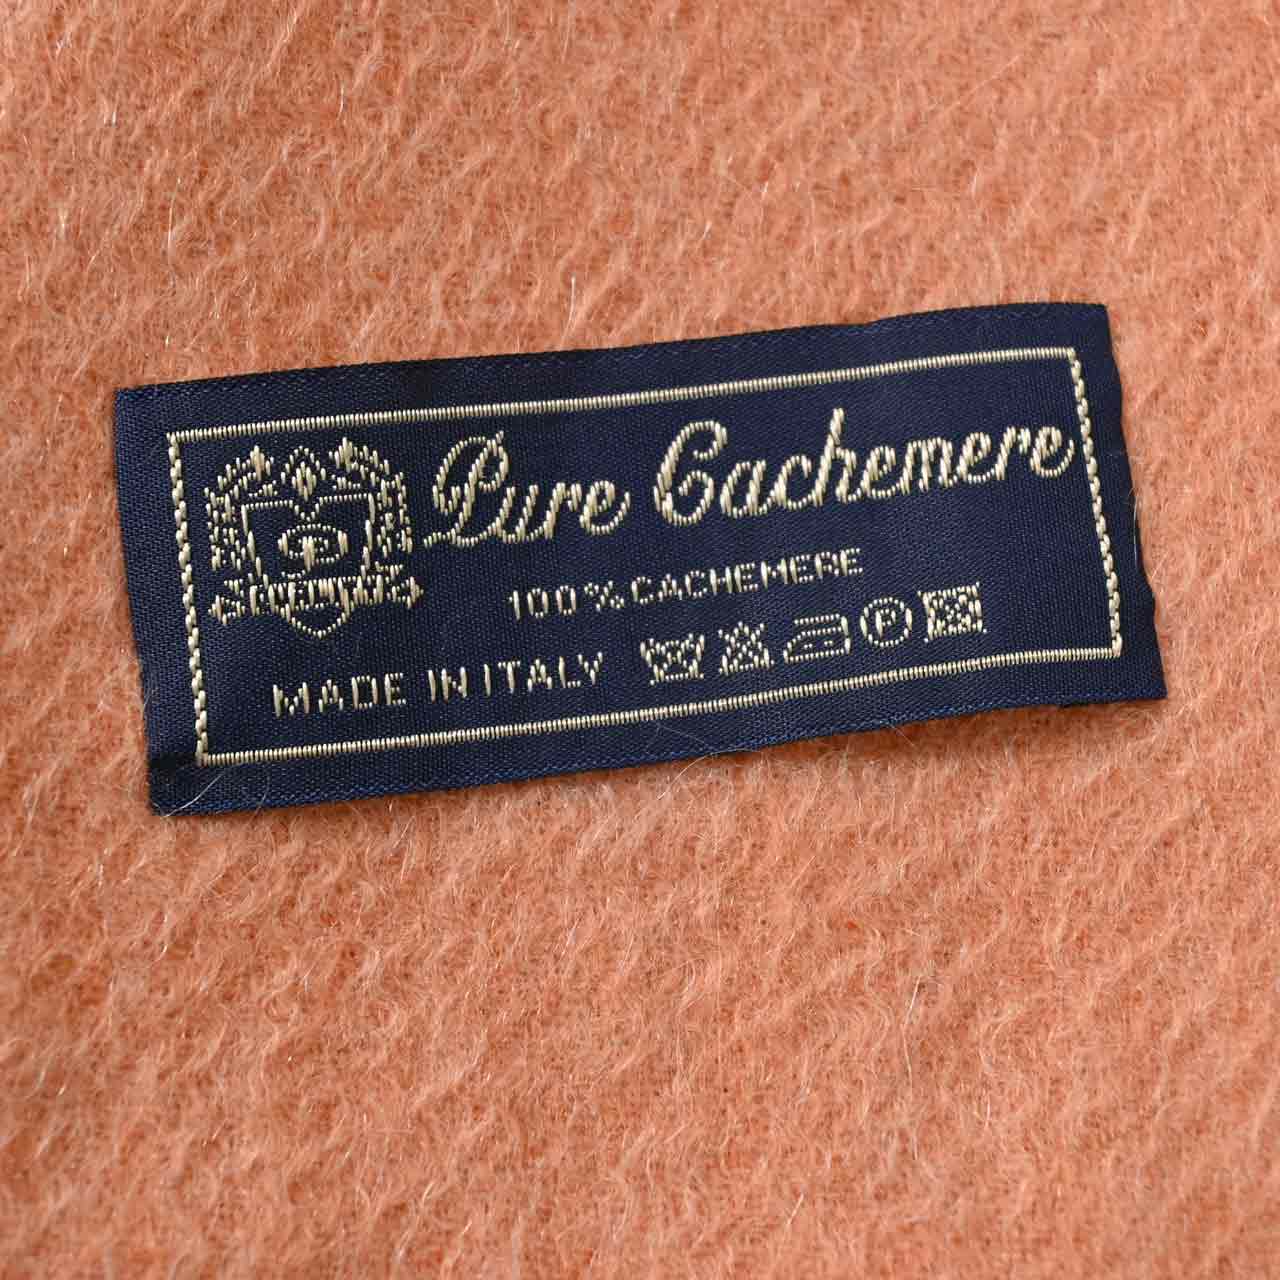 Pure Cachemere
100% CACHEMERE
MADE IN ITALY
P